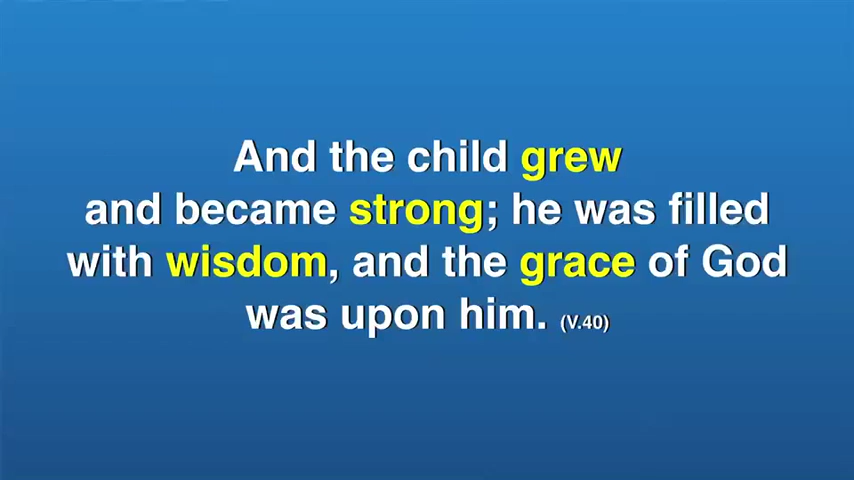 And the child grew
and became strong; he was filled
with wisdom, and the grace of God
was upon him. (V.40)